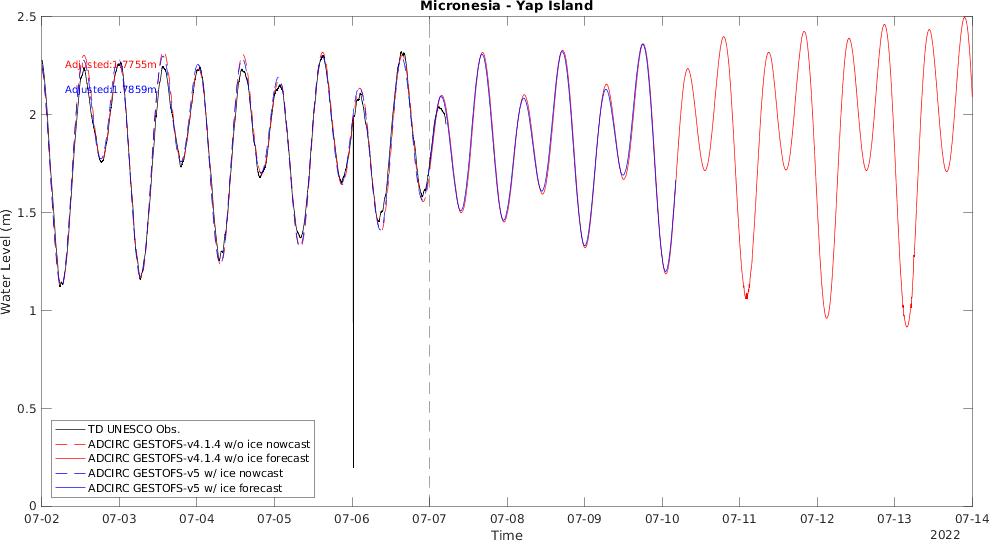 Micronesia - Yap Island
2.5
Adjusted:1.7755m
Adjusted:1.7859m
2
1.5
Water Level (m)
1
0.5
TD UNESCO Obs.
ADCIRC GESTOFS-v4.1.4 w/o ice nowcast
ADCIRC GESTOFS-v4.1.4 w/o ice forecast
ADCIRC GESTOFS-v5 w/ ice nowcast
ADCIRC GESTOFS-v5 w/ ice forecast
0
07-02 07-03 07-04 07-05 07-06 07-07 07-08 07-09 07-10 07-11 07-12 07-13 07-14
Time
2022